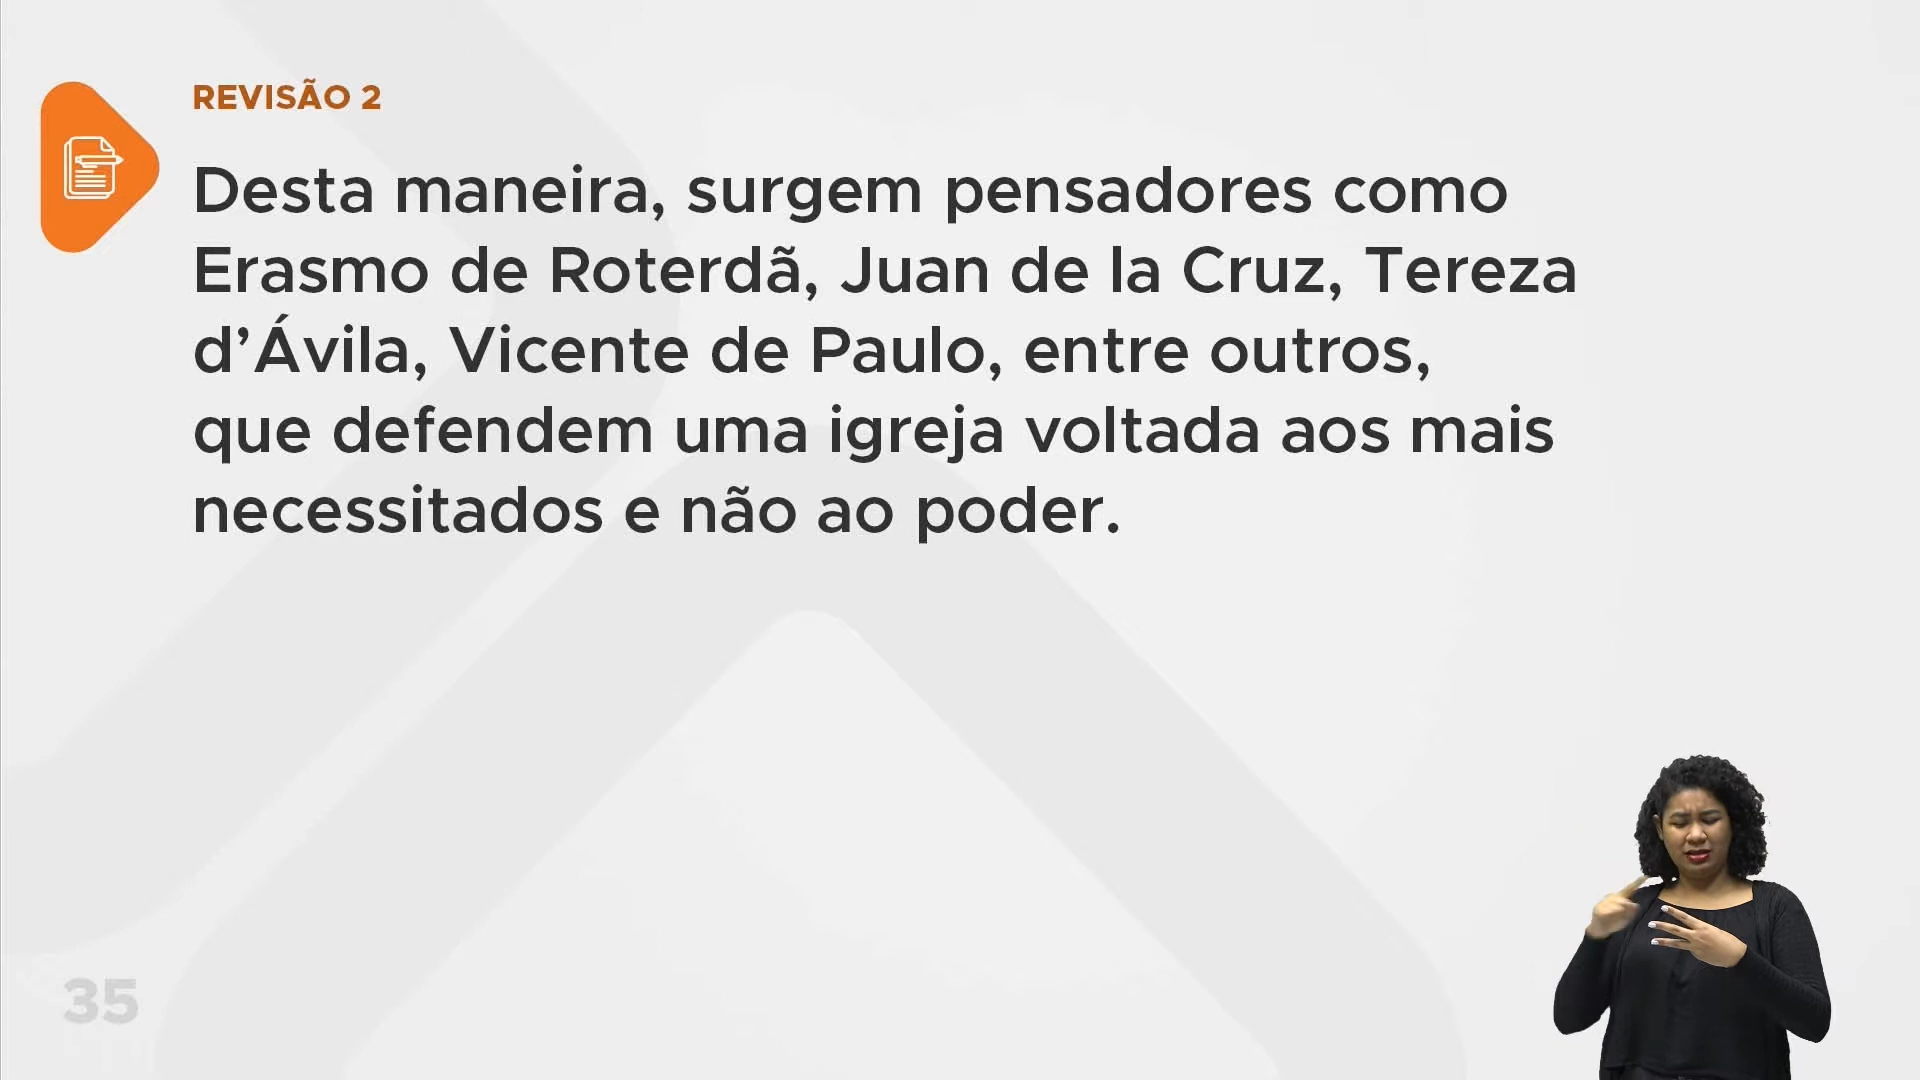 REVISÃO 2
Desta maneira, surgem pensadores como
Erasmo de Roterdã, Juan de la Cruz, Tereza
d’Ávila, Vicente de Paulo, entre outros,
que defendem uma igreja voltada aos mais
necessitados e não ao poder.
35